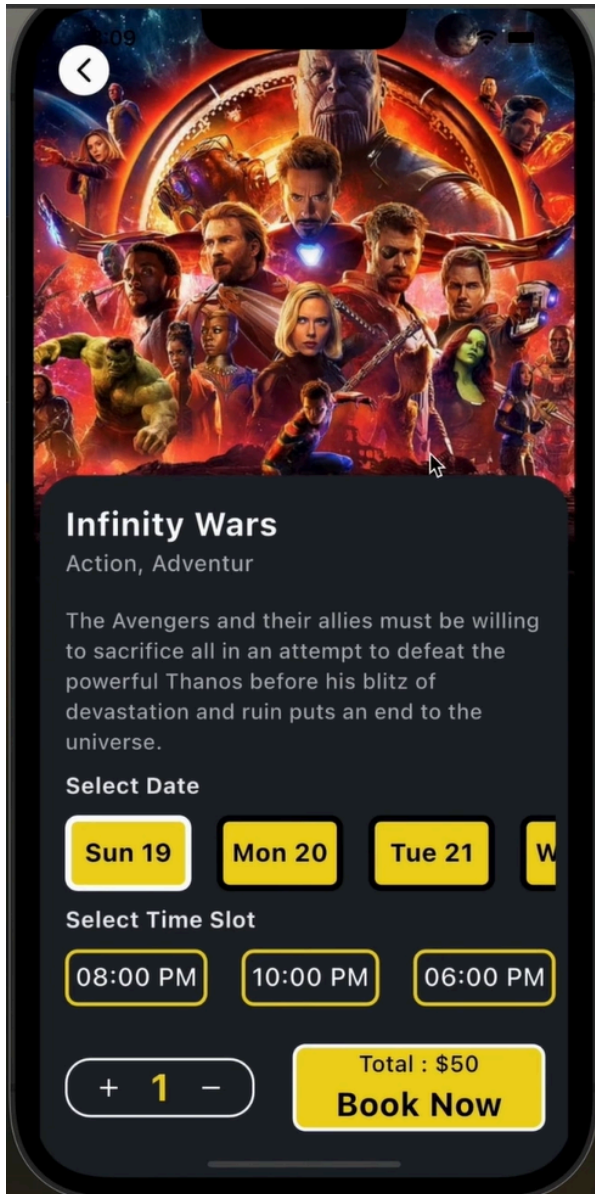 :09
Infinity Wars
Action, Adventur
The Avengers and their allies must be willing
to sacrifice all in an attempt to defeat the
powerful Thanos before his blitz of
devastation and ruin puts an end to the
universe.
Select Date
Sun 19 Mon 20 Tue 21 W
Select Time Slot
08:00 PM 10:00 PM 06:00 PM
+ 1 −
Total : $50
Book Now